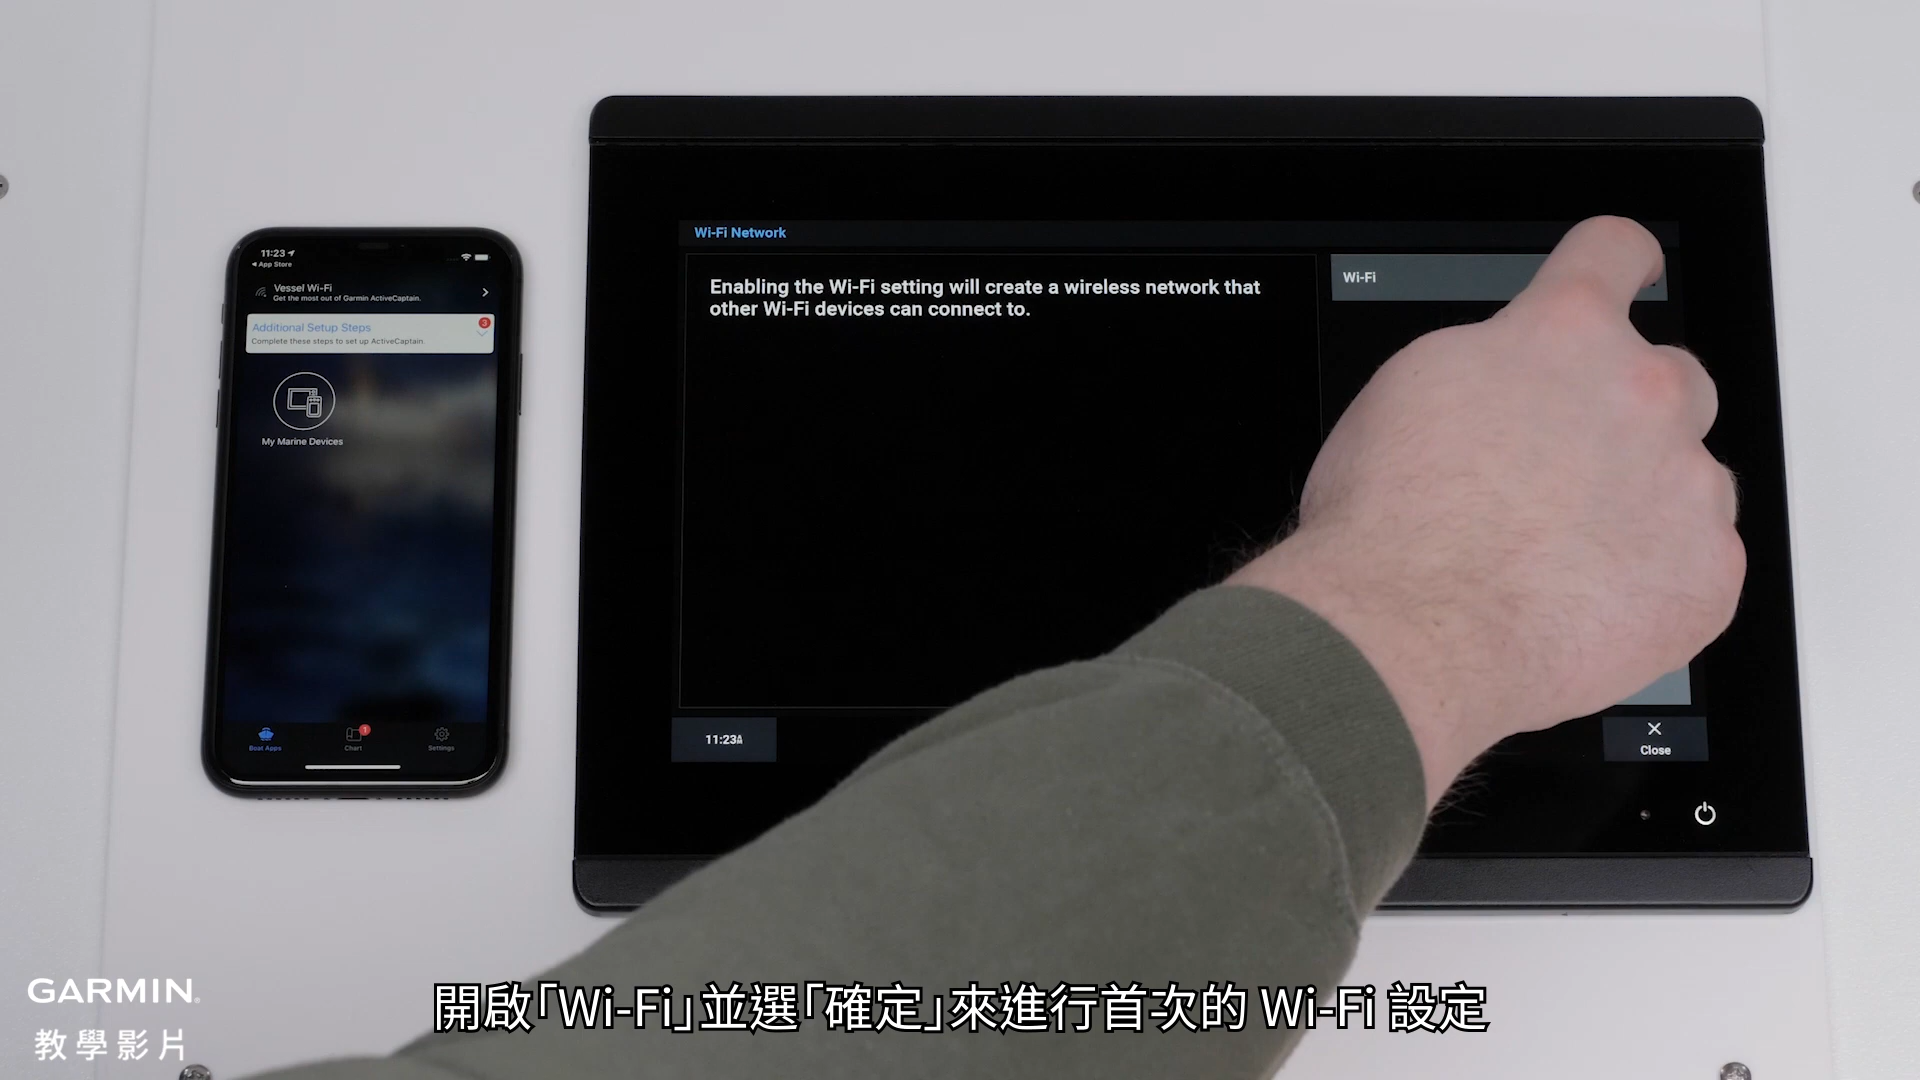 11:23
App Store
Vessel Wi-Fi
Get the most out of Garmin ActiveCaptain.
Additional Setup Steps
3
Complete these steps to set up ActiveCaptain.
My Marine Devices
Boat Apps
1
Chart
Settings
Wi-Fi Network
Enabling the Wi-Fi setting will create a wireless network that
other Wi-Fi devices can connect to.
Wi-Fi
11:23
Close
GARMIN
教學影片
開啟「Wi-Fi」並選「確定」來進行首次的 Wi-Fi 設定